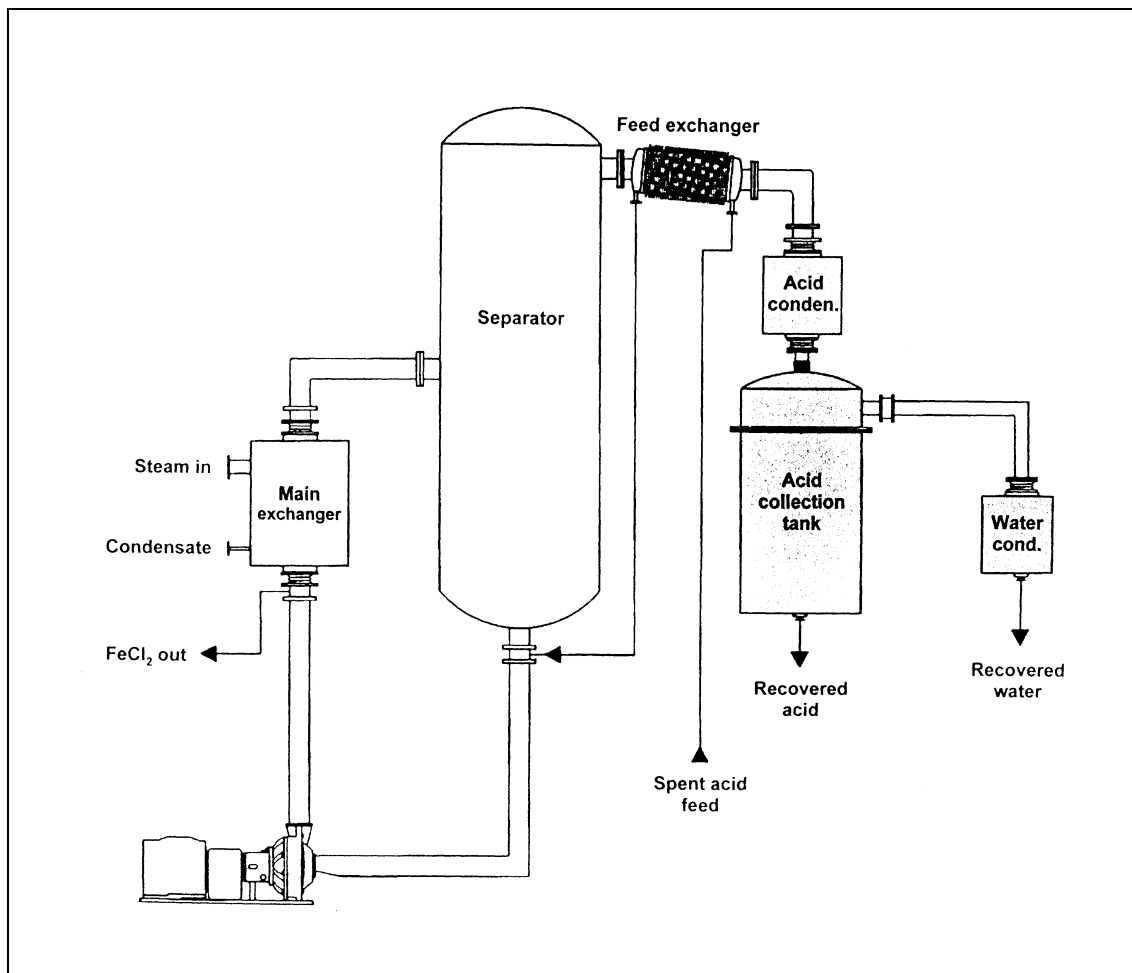 Feed exchanger
Acid
conden.
Separator
Steam in
Main
exchanger
Acid
collection
tank
Water
cond.
Condensate
FeCl₂ out
Recovered
water
Recovered
acid
Spent acid
feed